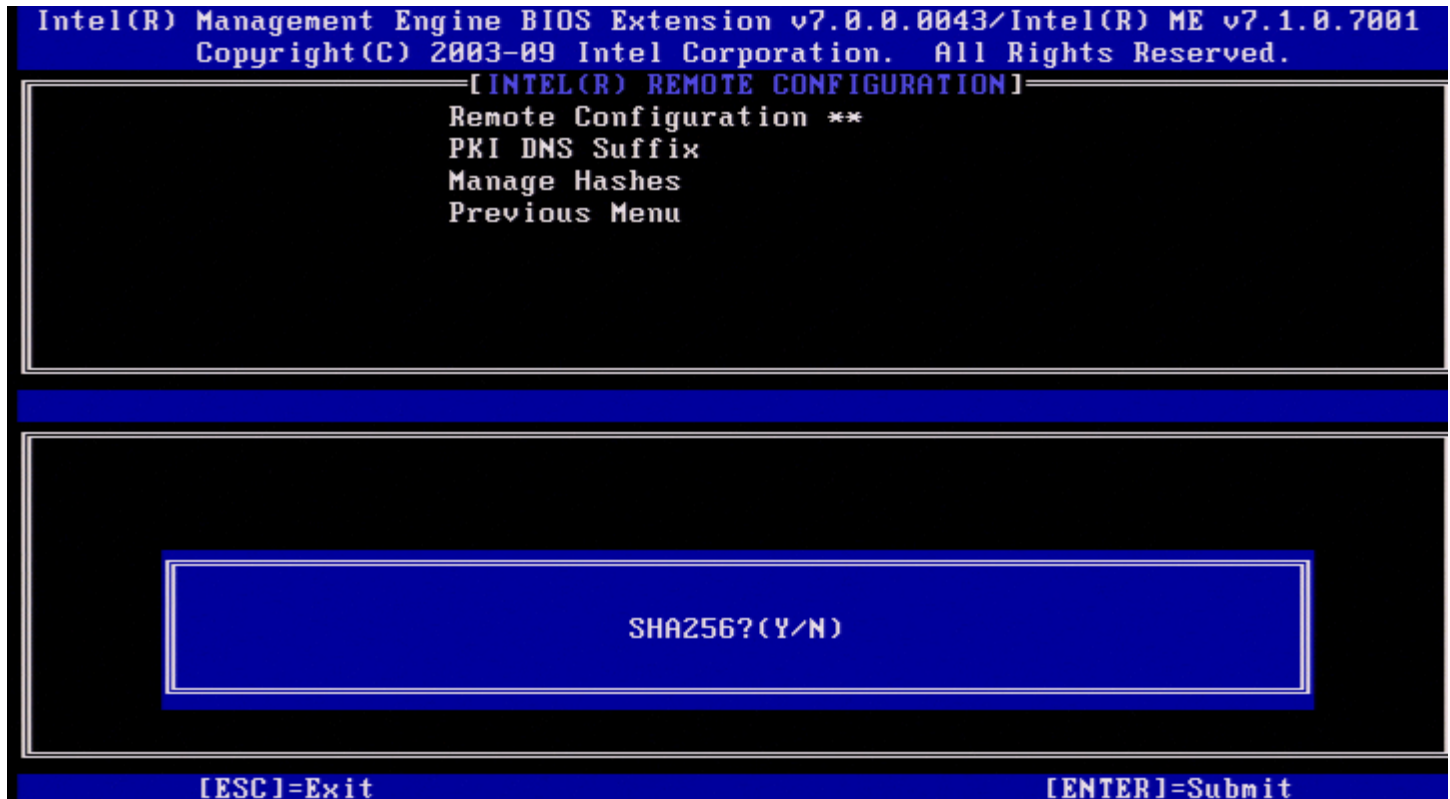 Intel(R) Management Engine BIOS Extension v7.0.0.0043/Intel(R) ME v7.1.0.7001
Copyright(C) 2003-09 Intel Corporation. All Rights Reserved.
[INTEL(R) REMOTE CONFIGURATION]
Remote Configuration **
PKI DNS Suffix
Manage Hashes
Previous Menu
SHA256?(Y/N)
[ESC]=Exit [ENTER]=Submit